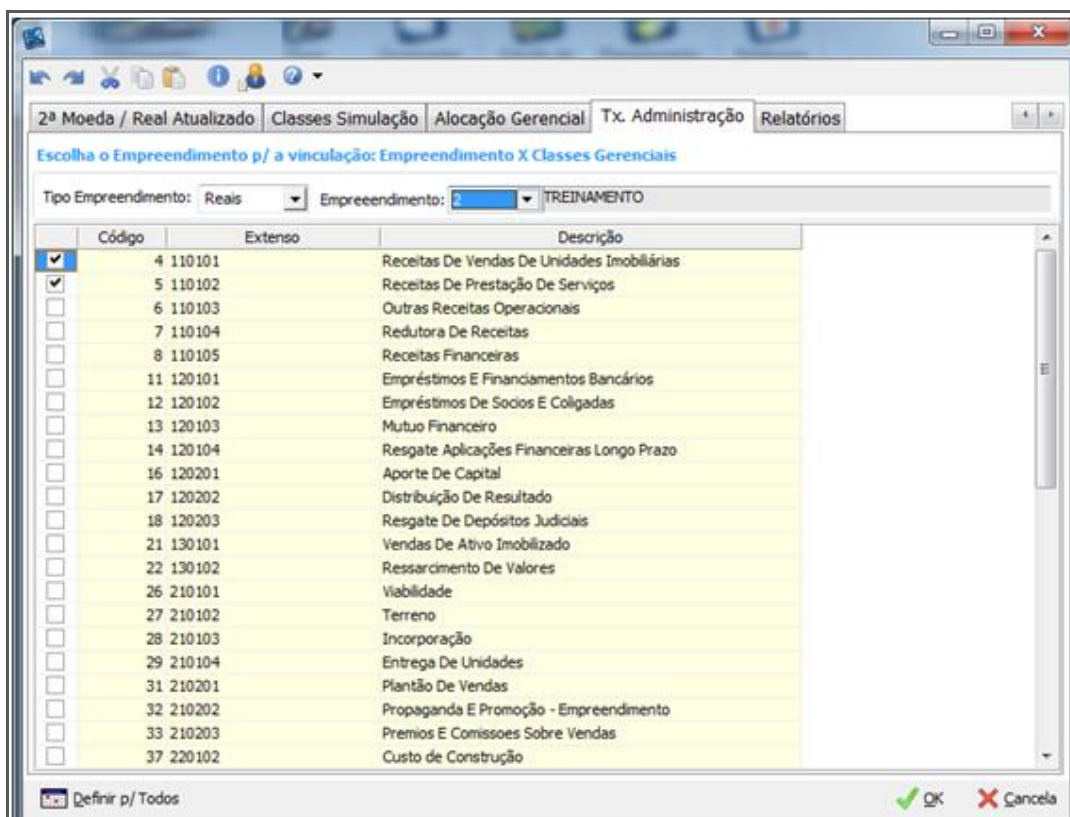 2ª Moeda / Real Atualizado Classes Simulação Alocação Gerencial Tx. Administração Relatórios
Escolha o Empreendimento p/ a vinculação: Empreendimento X Classes Gerenciais
Tipo Empreendimento: Reais Empreeendimento: 2 TREINAMENTO
Código Extenso Descrição
4 110101 Receitas De Vendas De Unidades Imobiliárias
5 110102 Receitas De Prestação De Serviços
6 110103 Outras Receitas Operacionais
7 110104 Redutora De Receitas
8 110105 Receitas Financeiras
11 120101 Empréstimos E Financiamentos Bancários
12 120102 Empréstimos De Socios E Coligadas
13 120103 Mutuo Financeiro
14 120104 Resgate Aplicações Financeiras Longo Prazo
16 120201 Aporte De Capital
17 120202 Distribuição De Resultado
18 120203 Resgate De Depósitos Judiciais
21 130101 Vendas De Ativo Imobilizado
22 130102 Ressarcimento De Valores
26 210101 Viabilidade
27 210102 Terreno
28 210103 Incorporação
29 210104 Entrega De Unidades
31 210201 Plantão De Vendas
32 210202 Propaganda E Promoção - Empreendimento
33 210203 Premios E Comissoes Sobre Vendas
37 220102 Custo de Construção
Definir p/ Todos OK Cancela